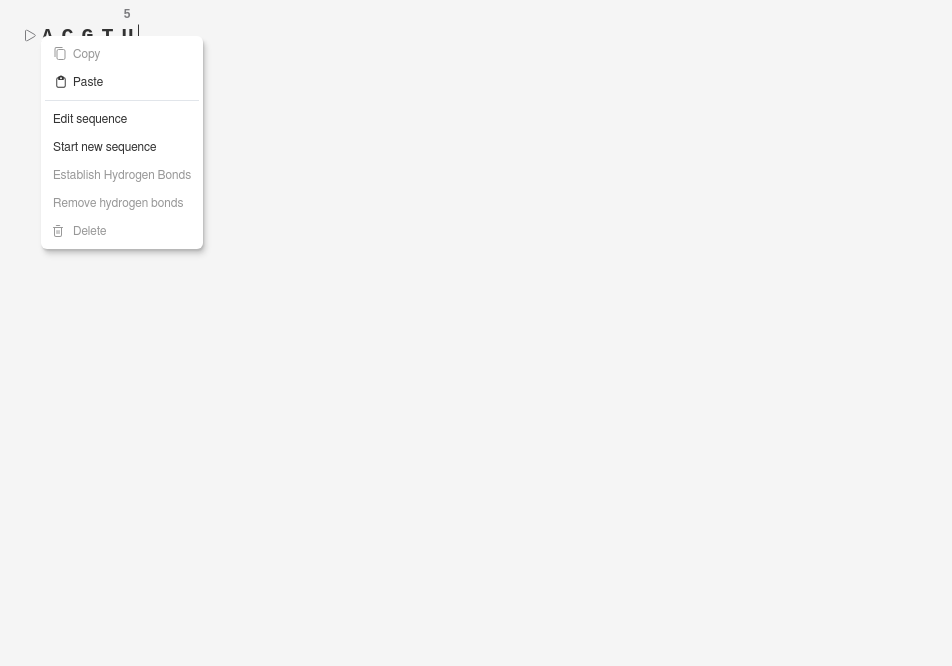 5
A C G T U
Copy
Paste
Edit sequence
Start new sequence
Establish Hydrogen Bonds
Remove hydrogen bonds
Delete